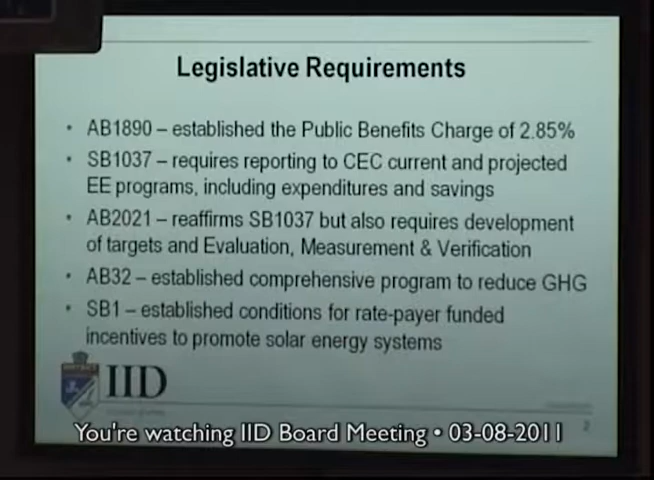 Legislative Requirements
• AB1890 – established the Public Benefits Charge of 2.85%
• SB1037 – requires reporting to CEC current and projected
EE programs, including expenditures and savings
• AB2021 – reaffirms SB1037 but also requires development
of targets and Evaluation, Measurement & Verification
• AB32 – established comprehensive program to reduce GHG
• SB1 – established conditions for rate-payer funded
incentives to promote solar energy systems
IID
2
You're watching IID Board Meeting • 03-08-2011